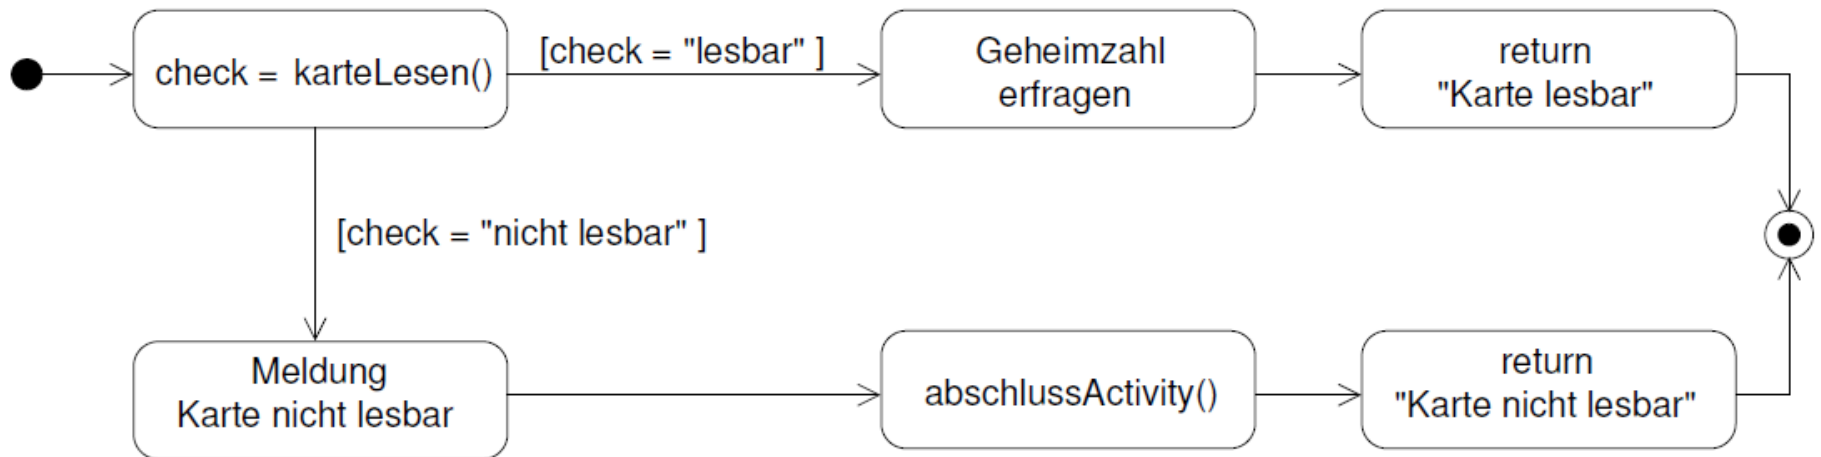 check = karteLesen()
[check = "lesbar" ]
Geheimzahl
erfragen
return
"Karte lesbar"
[check = "nicht lesbar" ]
Meldung
Karte nicht lesbar
abschlussActivity()
return
"Karte nicht lesbar"